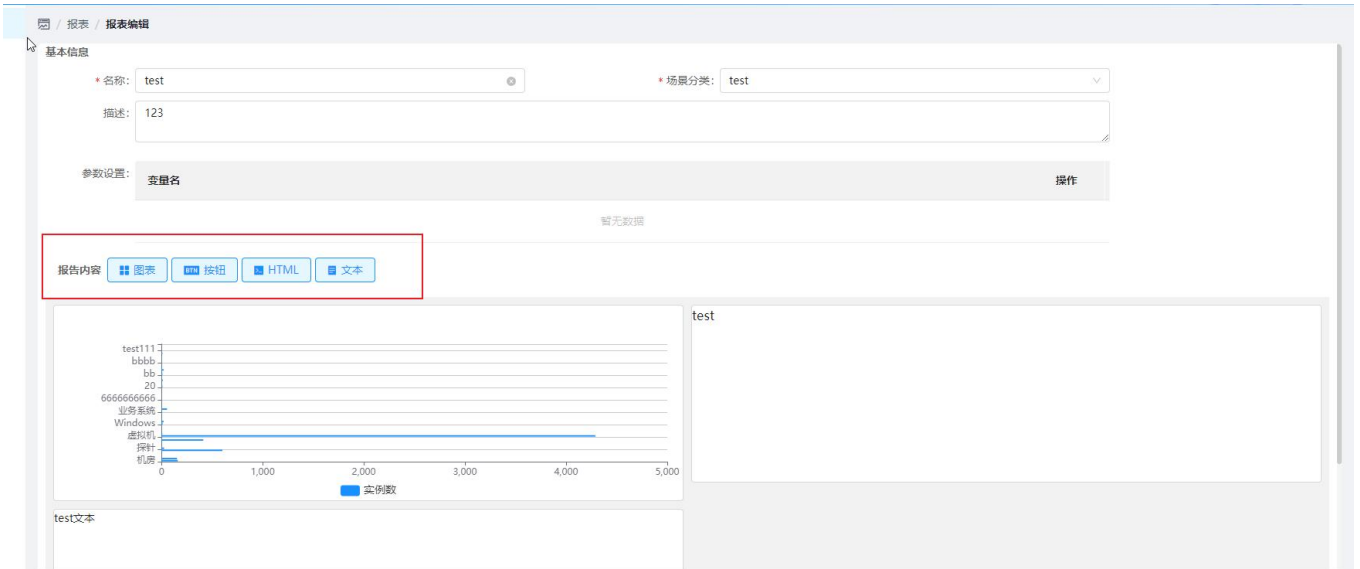 / 报表 / 报表编辑
基本信息
* 名称: test
* 场景分类: test
描述: 123
参数设置: 变量名 操作
暂无数据
报告内容 图表 BTN 按钮 HTML 文本
test111
bbbb
bb
20
6666666666
业务系统
Windows
虚拟机
探针
机房
0 1,000 2,000 3,000 4,000 5,000
实例数
test
test文本